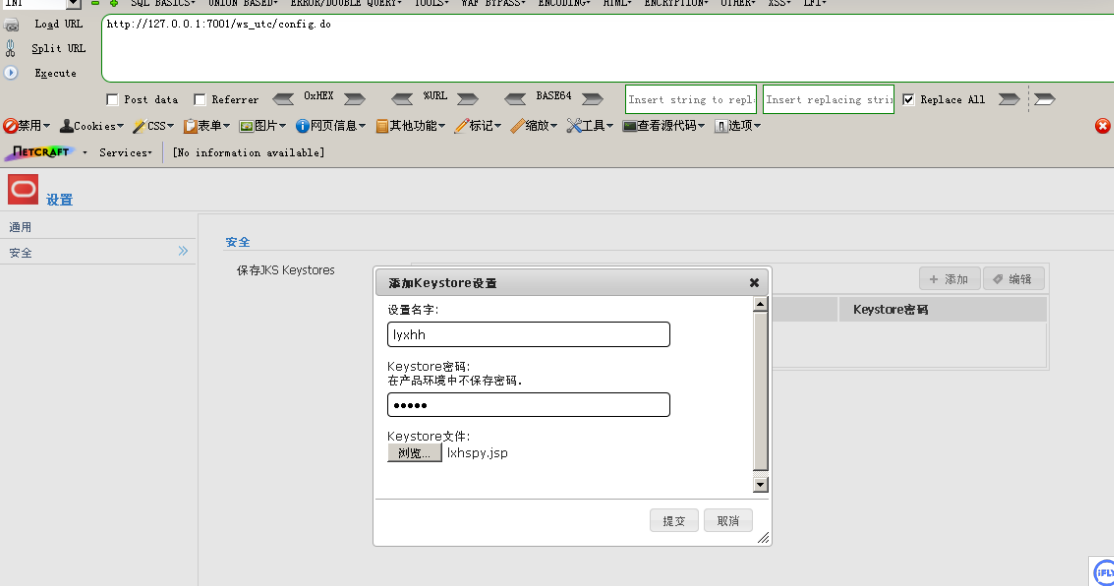 INT SQL BASICS▾ UNION BASED▾ ERROR/DOUBLE QUERY▾ TOOLS▾ WAF BYPASS▾ ENCODING▾ HTML▾ ENCRYPTION▾ OTHER▾ XSS▾ LFI▾
Load URL http://127.0.0.1:7001/ws_utc/config.do
Split URL
Execute
Post data Referrer 0xHEX %URL BASE64 Insert string to repl Insert replacing stri Replace All
禁用▾ Cookies▾ CSS▾ 表单▾ 图片▾ 网页信息▾ 其他功能▾ 标记▾ 缩放▾ 工具▾ 查看源代码▾ 选项▾
NETCRAFT Services▾ [No information available]
设置
通用
安全 »
安全
保存JKS Keystores
+ 添加 编辑
Keystore密码
添加Keystore设置
设置名字:
lyxhh
Keystore密码:
在产品环境中不保存密码.
•••••
Keystore文件:
浏览... lxhspy.jsp
提交 取消
iFLY